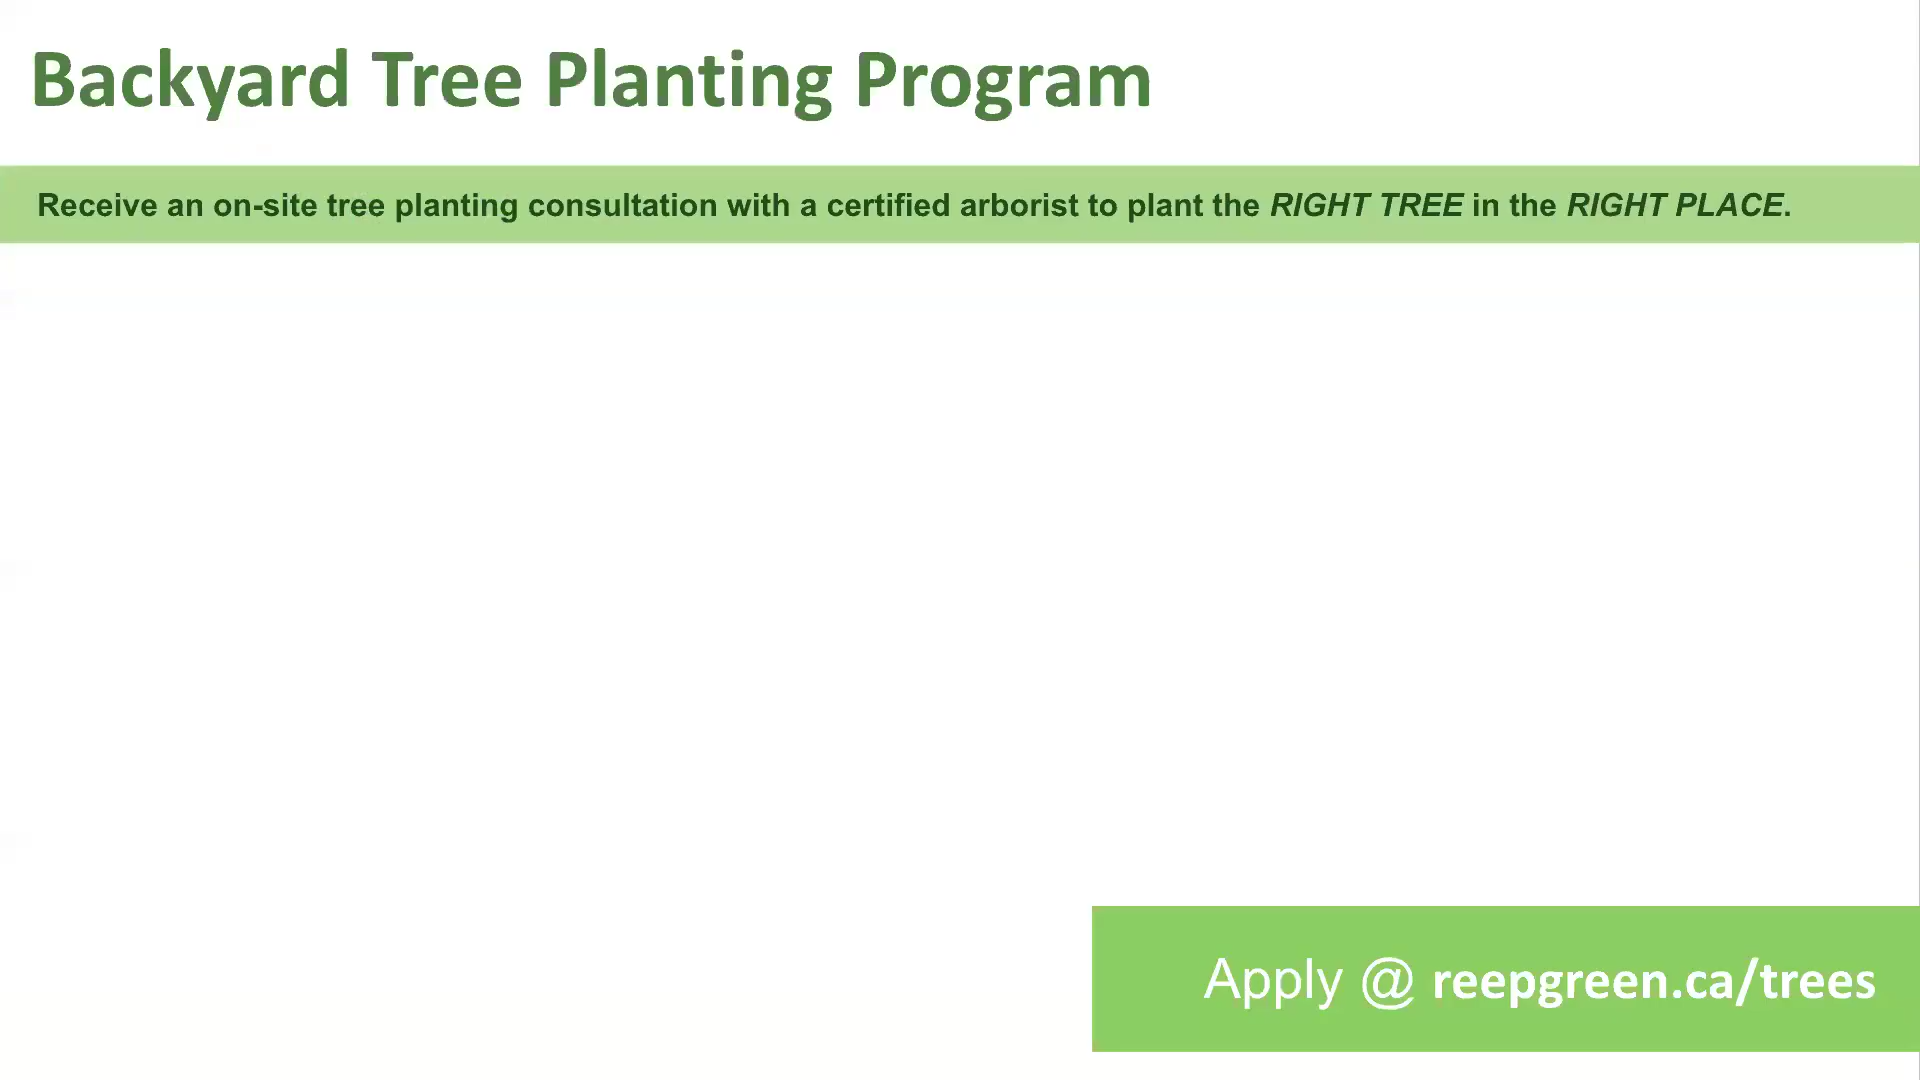 Backyard Tree Planting Program
Receive an on-site tree planting consultation with a certified arborist to plant the RIGHT TREE in the RIGHT PLACE.
Apply @ reepgreen.ca/trees